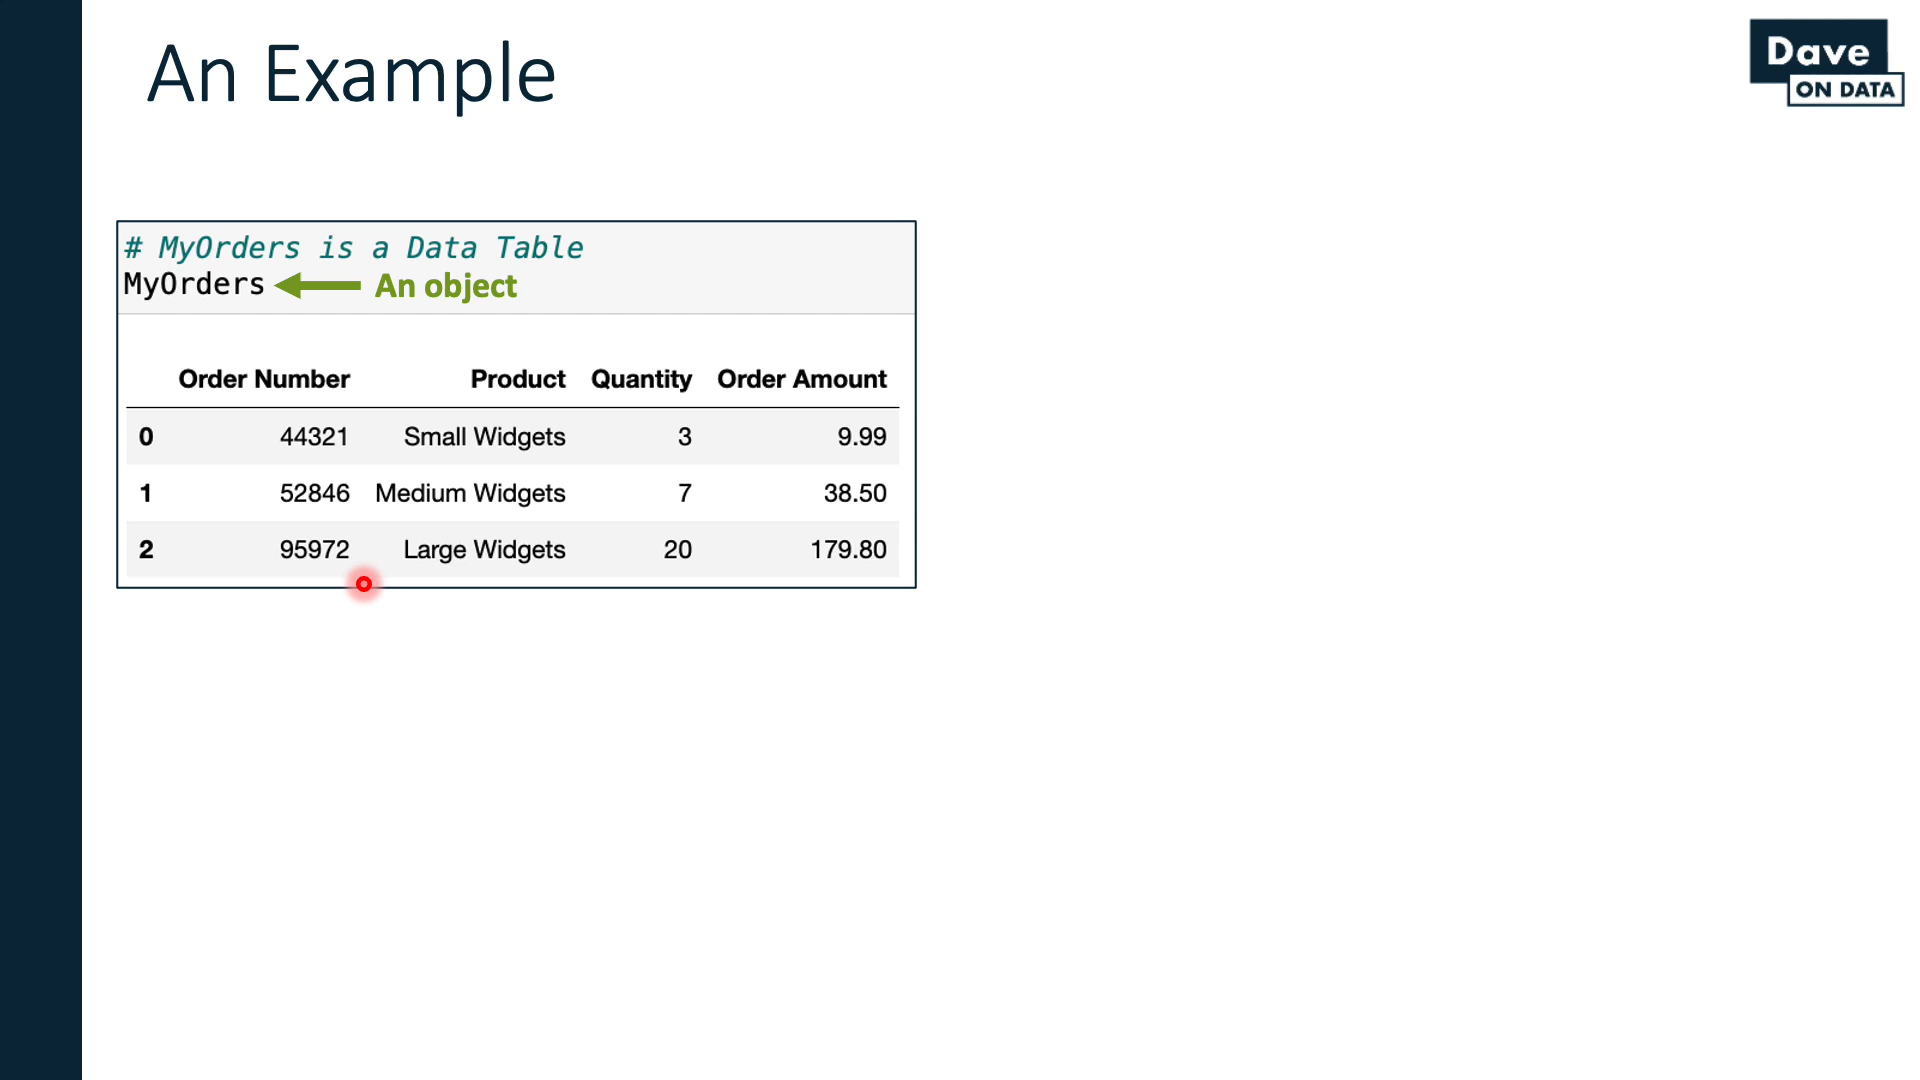 An Example
Dave
ON DATA
# MyOrders is a Data Table
MyOrders An object
Order Number Product Quantity Order Amount
0 44321 Small Widgets 3 9.99
1 52846 Medium Widgets 7 38.50
2 95972 Large Widgets 20 179.80